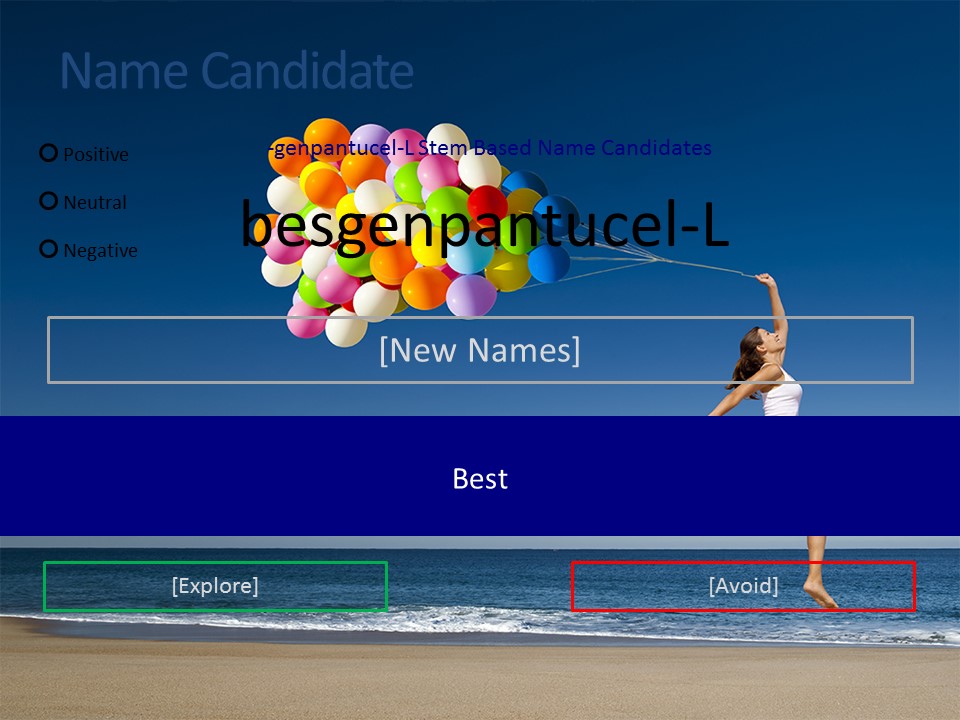 Name Candidate
-genpantucel-L Stem Based Name Candidates
Positive
Neutral
Negative
besgenpantucel-L
[New Names]
Best
[Explore]
[Avoid]